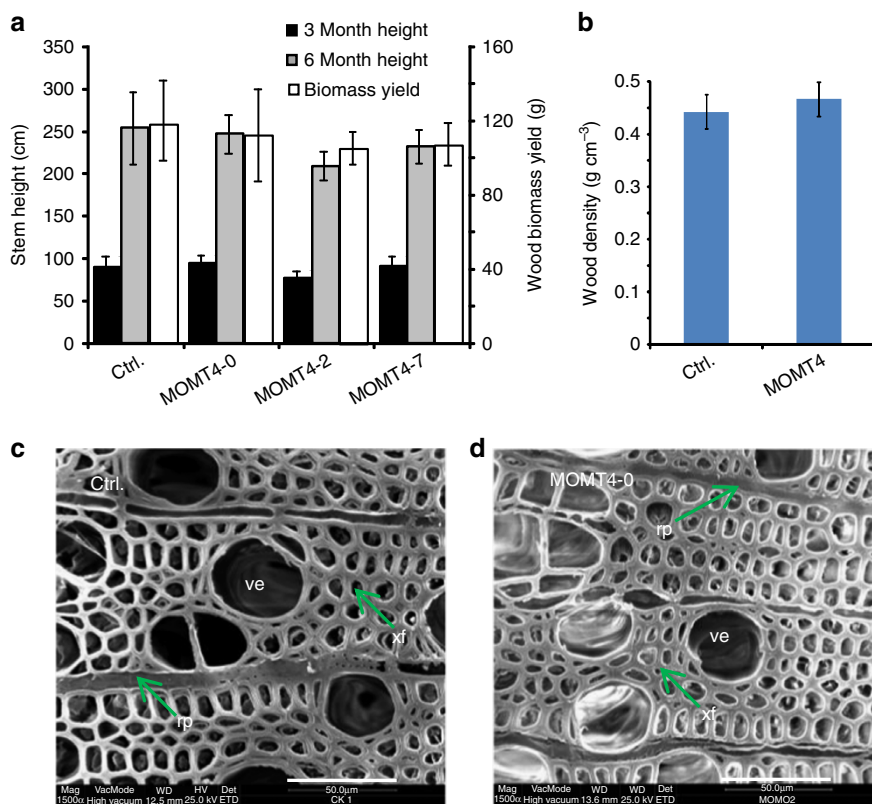 a
3 Month height
6 Month height
Biomass yield
Stem height (cm)
350
300
250
200
150
100
50
0
160
120
80
40
0
Wood biomass yield (g)
Ctrl.
MOMT4-0
MOMT4-2
MOMT4-7
b
Wood density (g cm⁻³)
0.5
0.4
0.3
0.2
0.1
0
Ctrl.
MOMT4
c
Ctrl.
ve
xf
rp
Mag VacMode WD HV Det 50.0µm
1500α High vacuum 12.5 mm 25.0 kV ETD CK 1
d
MOMT4-0
rp
ve
xf
Mag VacMode WD HV Det 50.0µm
1500α High vacuum 13.6 mm 25.0 kV ETD MOMO2